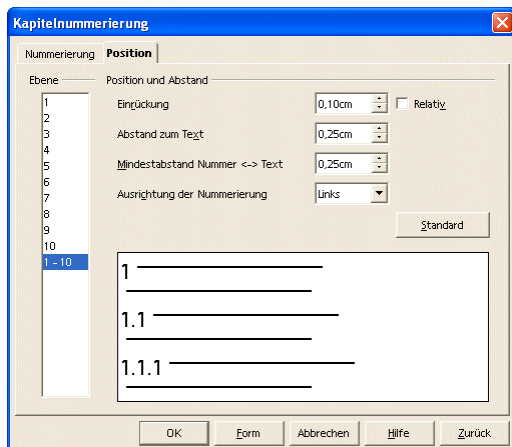 Kapitelnummerierung
Nummerierung Position
Ebene Position und Abstand
1
2
3
4
5
6
7
8
9
10
1 - 10
Einrückung 0,10cm Relativ
Abstand zum Text 0,25cm
Mindestabstand Nummer <-> Text 0,25cm
Ausrichtung der Nummerierung Links
Standard
1
1.1
1.1.1
OK Form Abbrechen Hilfe Zurück